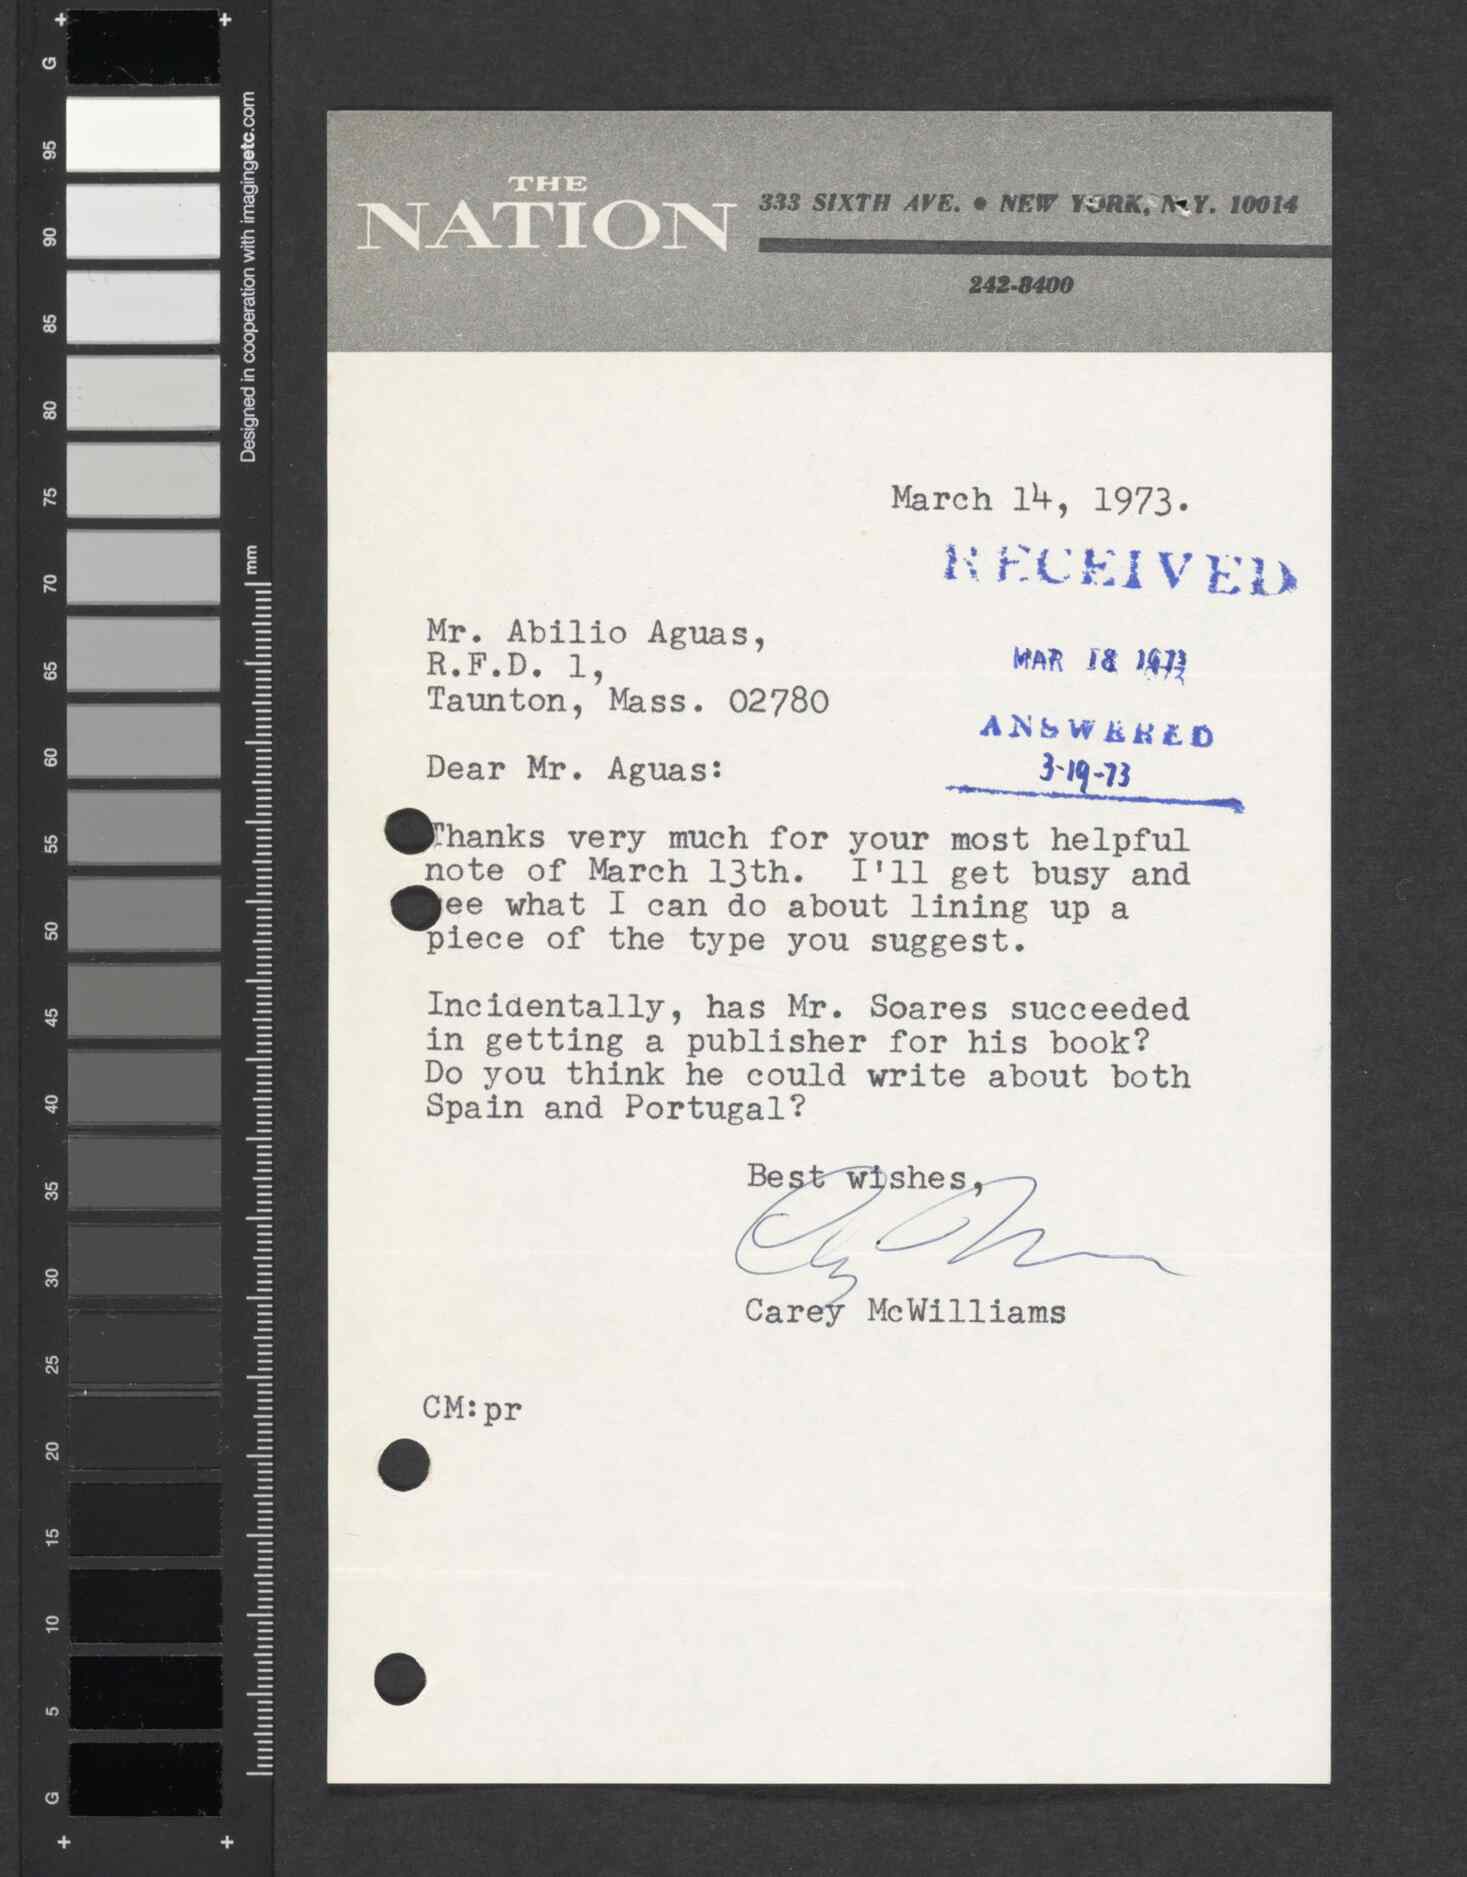 G
95
90
85
80
75
70
65
60
55
50
45
40
35
30
25
20
15
10
5
G
Designed in cooperation with imagingetc.com
mm
THE
NATION
333 SIXTH AVE. • NEW YORK, N.Y. 10014
242-8400
March 14, 1973.
RECEIVED
MAR 18 1973
ANSWERED
3-19-73
Mr. Abilio Aguas,
R.F.D. 1,
Taunton, Mass. 02780
Dear Mr. Aguas:
Thanks very much for your most helpful
note of March 13th. I'll get busy and
see what I can do about lining up a
piece of the type you suggest.
Incidentally, has Mr. Soares succeeded
in getting a publisher for his book?
Do you think he could write about both
Spain and Portugal?
Best wishes,
Carey McWilliams
CM:pr